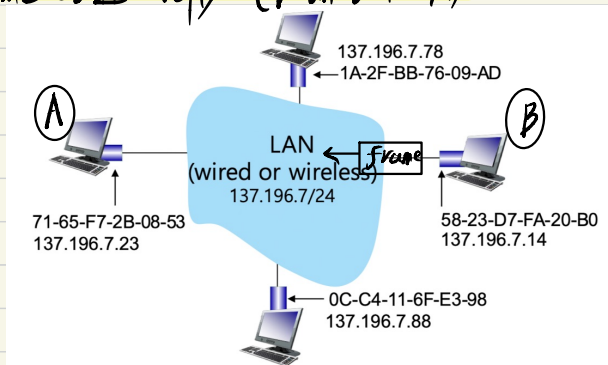 137.196.7.78
1A-2F-BB-76-09-AD
A
B
LAN
frame
(wired or wireless)
137.196.7/24
71-65-F7-2B-08-53
137.196.7.23
58-23-D7-FA-20-B0
137.196.7.14
0C-C4-11-6F-E3-98
137.196.7.88